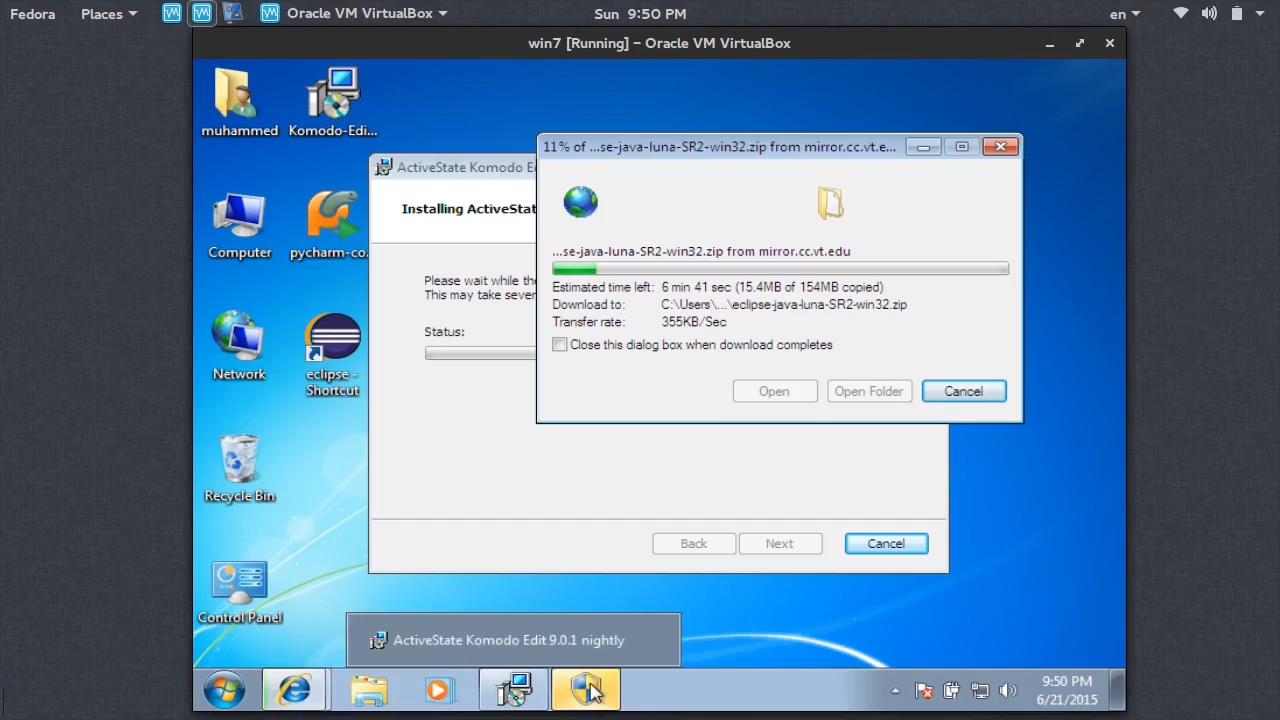 Fedora
Places
Oracle VM VirtualBox
Sun 9:50 PM
en
win7 [Running] – Oracle VM VirtualBox
muhammed
Komodo-Edi...
Computer
pycharm-co...
Network
eclipse -
Shortcut
Recycle Bin
Control Panel
ActiveState Komodo E
Installing ActiveStat
Please wait while the
This may take sever
Status:
Back
Next
Cancel
11% of ...se-java-luna-SR2-win32.zip from mirror.cc.vt.e...
...se-java-luna-SR2-win32.zip from mirror.cc.vt.edu
Estimated time left: 6 min 41 sec (15.4MB of 154MB copied)
Download to: C:\Users\...\eclipse-java-luna-SR2-win32.zip
Transfer rate: 355KB/Sec
Close this dialog box when download completes
Open
Open Folder
Cancel
ActiveState Komodo Edit 9.0.1 nightly
9:50 PM
6/21/2015